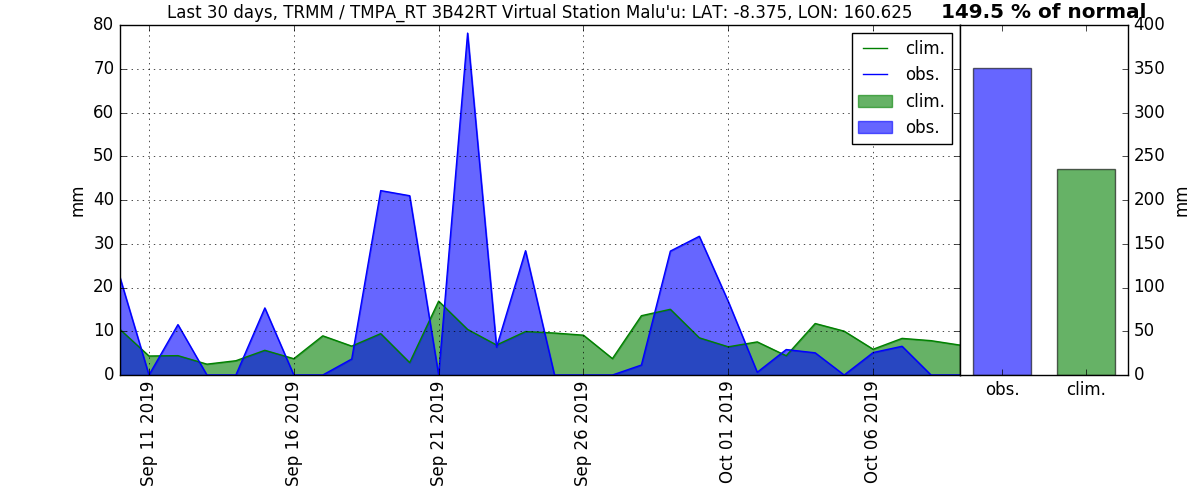 Last 30 days, TRMM / TMPA_RT 3B42RT Virtual Station Malu'u: LAT: -8.375, LON: 160.625
149.5 % of normal
80
70
60
50
40
30
20
10
0
mm
clim.
obs.
clim.
obs.
400
350
300
250
200
150
100
50
0
mm
Sep 11 2019
Sep 16 2019
Sep 21 2019
Sep 26 2019
Oct 01 2019
Oct 06 2019
obs.
clim.